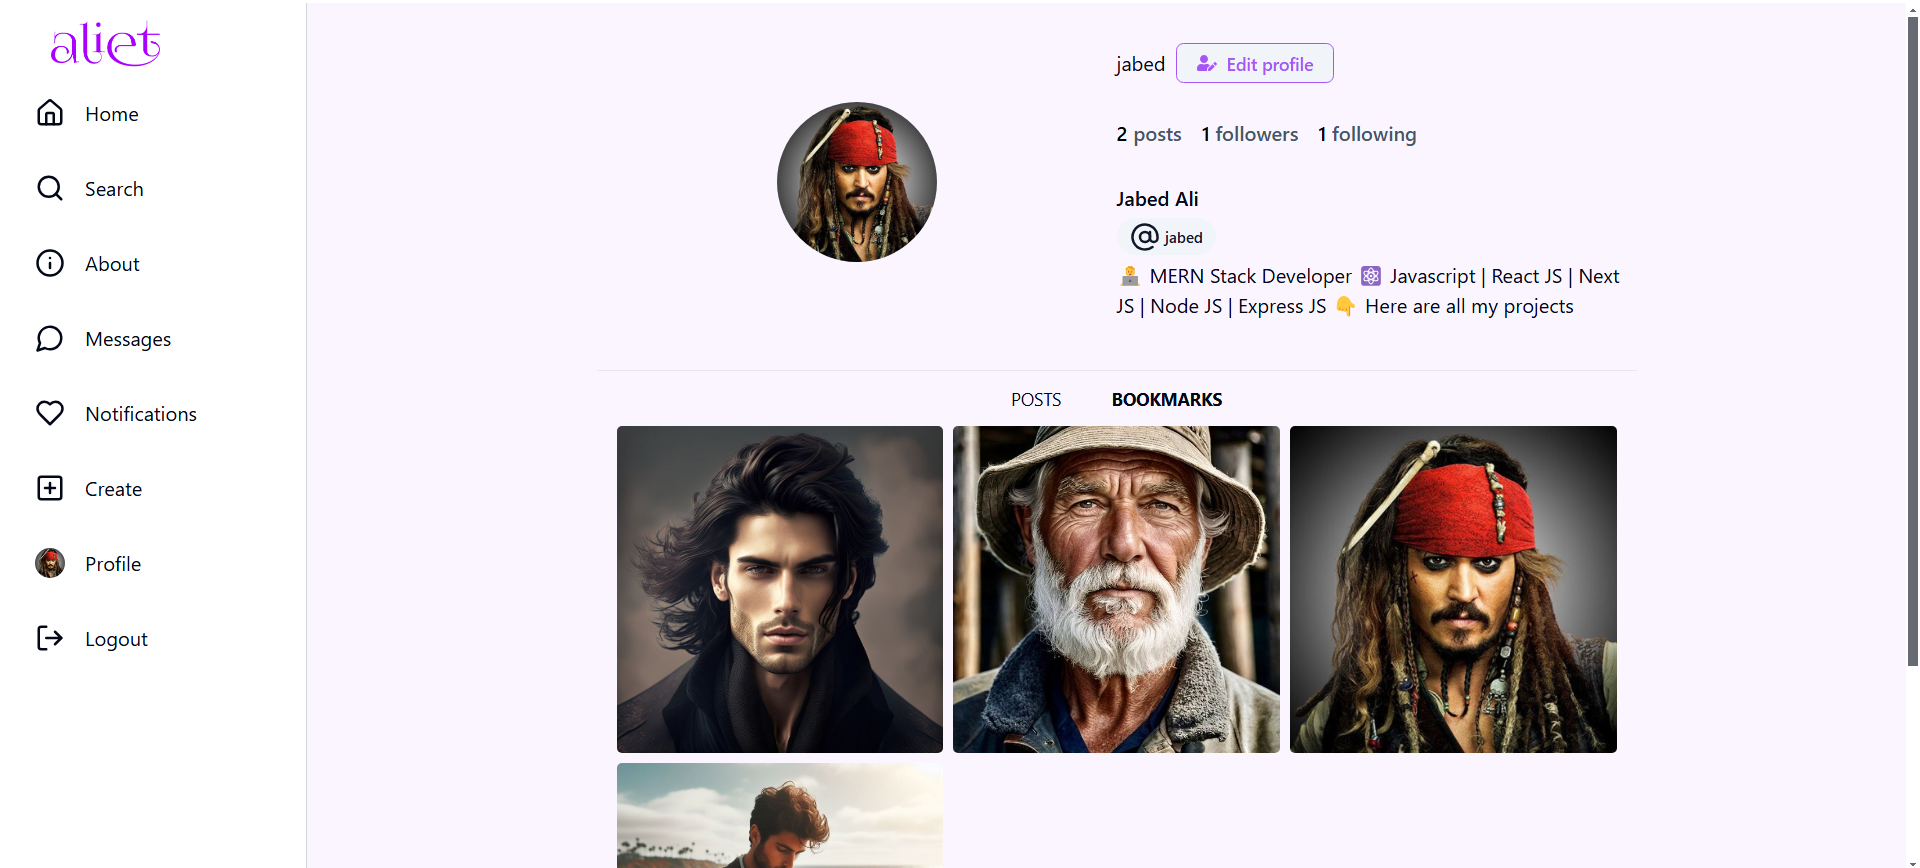 aliet
Home
Search
About
Messages
Notifications
Create
Profile
Logout
jabed
Edit profile
2 posts 1 followers 1 following
Jabed Ali
@ jabed
👨‍💻 MERN Stack Developer ⚛️ Javascript | React JS | Next
JS | Node JS | Express JS 👇 Here are all my projects
POSTS BOOKMARKS